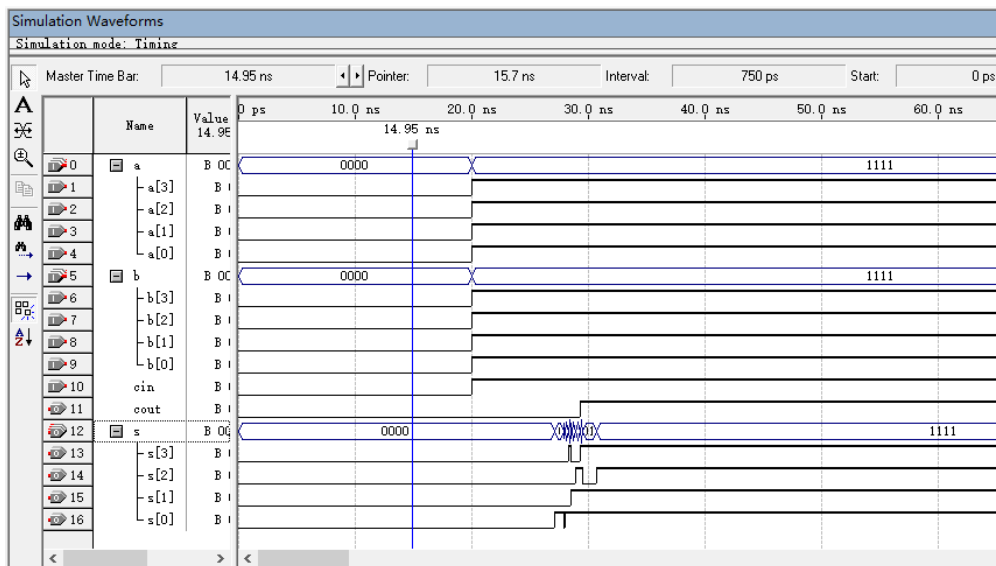 Simulation Waveforms
Simulation mode: Timing
Master Time Bar: 14.95 ns Pointer: 15.7 ns Interval: 750 ps Start: 0 ps
Name Value 14.95 0 ps 10.0 ns 20.0 ns 30.0 ns 40.0 ns 50.0 ns 60.0 ns
14.95 ns
0 a B 00 0000 1111
1 a[3] B
2 a[2] B
3 a[1] B
4 a[0] B
5 b B 00 0000 1111
6 b[3] B
7 b[2] B
8 b[1] B
9 b[0] B
10 cin B
11 cout B
12 s B 00 0000 1111
13 s[3] B
14 s[2] B
15 s[1] B
16 s[0] B